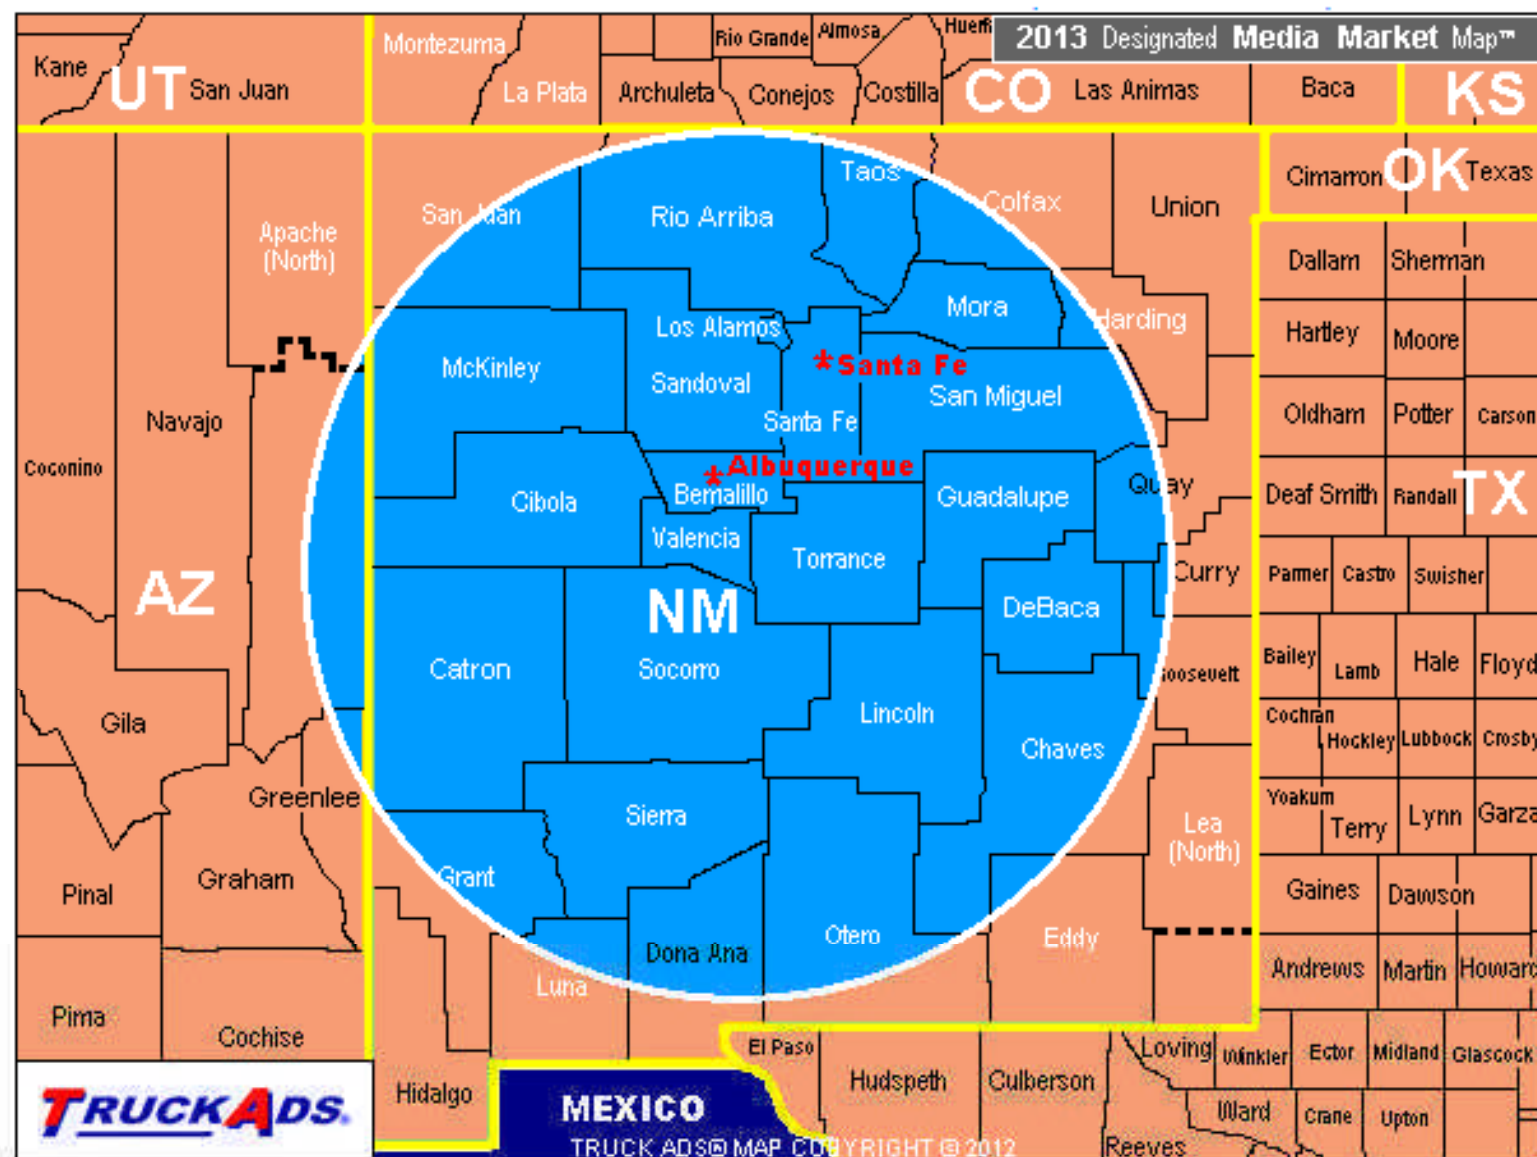 2013 Designated Media Market Map™
Kane
UT
San Juan
Montezuma
La Plata
Rio Grande
Almosa
Archuleta
Conejos
Costilla
CO
Las Animas
Baca
KS
Apache
(North)
San Juan
Rio Arriba
Taos
Colfax
Union
Cimarron
OK
Texas
Dallam
Sherman
McKinley
Los Alamos
Mora
Harding
Hartley
Moore
Navajo
Sandoval
*Santa Fe
San Miguel
Santa Fe
Oldham
Potter
Carson
Coconino
*Albuquerque
Cibola
Bernalillo
Guadalupe
Quay
Deaf Smith
Randall
TX
Valencia
Torrance
Curry
Parmer
Castro
Swisher
AZ
NM
DeBaca
Catron
Socorro
Roosevelt
Bailey
Lamb
Hale
Floyd
Gila
Lincoln
Chaves
Cochran
Hockley
Lubbock
Crosby
Greenlee
Sierra
Lea
(North)
Yoakum
Terry
Lynn
Garza
Pinal
Graham
Grant
Otero
Eddy
Gaines
Dawson
Dona Ana
Luna
Andrews
Martin
Howard
Pima
Cochise
El Paso
Loving
Winkler
Ector
Midland
Glascock
TRUCKADS.
Hidalgo
MEXICO
Hudspeth
Culberson
Ward
Crane
Upton
TRUCK ADS® MAP COPYRIGHT © 2012
Reeves